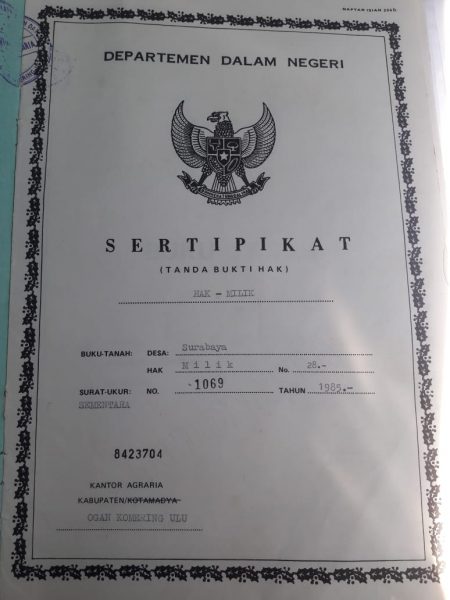 DAFTAR ISIAN 206b
DEPARTEMEN DALAM NEGERI
SERTIPIKAT
(TANDA BUKTI HAK)
HAK - MILIK
BUKU-TANAH: DESA: Surabaya
HAK Milik No. 28.-
SURAT-UKUR: NO. 1069 TAHUN 1985.-
SEMENTARA
8423704
KANTOR AGRARIA
KABUPATEN/KOTAMADYA
OGAN KOMERING ULU